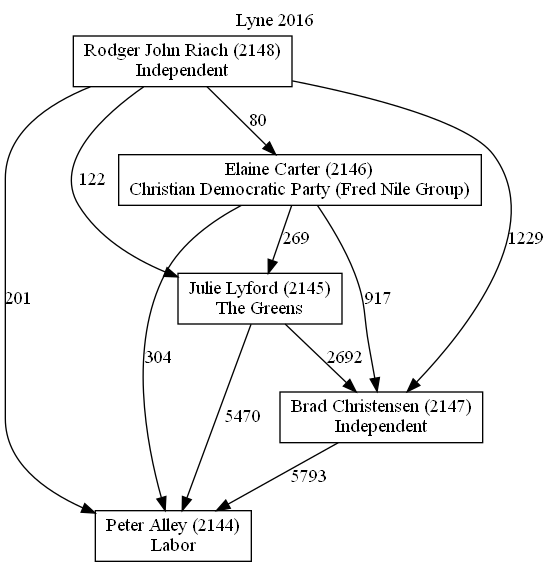 Lyne 2016
Rodger John Riach (2148)
Independent
80
122
Elaine Carter (2146)
Christian Democratic Party (Fred Nile Group)
269
1229
Julie Lyford (2145)
The Greens
201
917
304
2692
Brad Christensen (2147)
Independent
5470
5793
Peter Alley (2144)
Labor